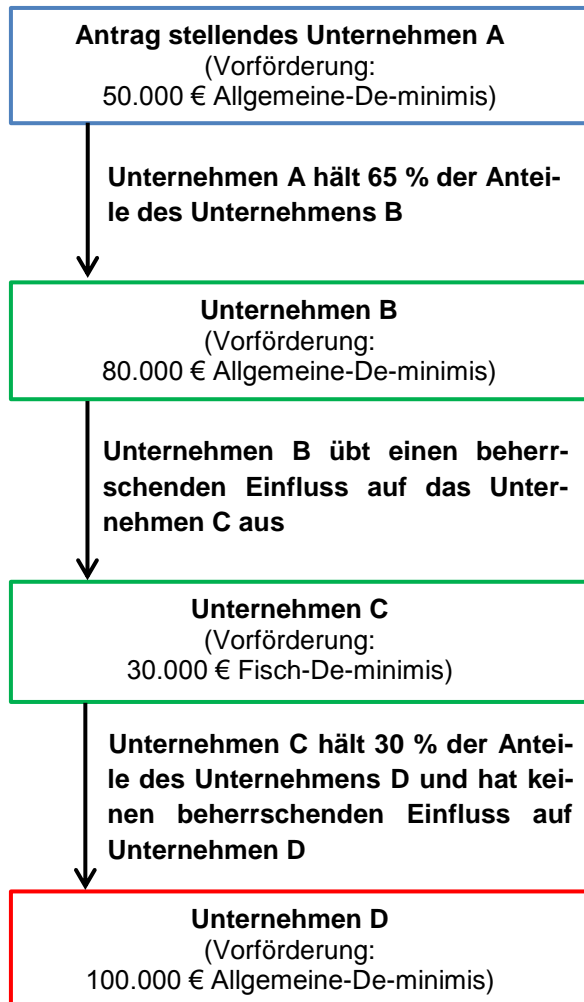 Antrag stellendes Unternehmen A
(Vorförderung:
50.000 € Allgemeine-De-minimis)
Unternehmen A hält 65 % der Antei-
le des Unternehmens B
Unternehmen B
(Vorförderung:
80.000 € Allgemeine-De-minimis)
Unternehmen B übt einen beherr-
schenden Einfluss auf das Unter-
nehmen C aus
Unternehmen C
(Vorförderung:
30.000 € Fisch-De-minimis)
Unternehmen C hält 30 % der Antei-
le des Unternehmens D und hat kei-
nen beherrschenden Einfluss auf
Unternehmen D
Unternehmen D
(Vorförderung:
100.000 € Allgemeine-De-minimis)